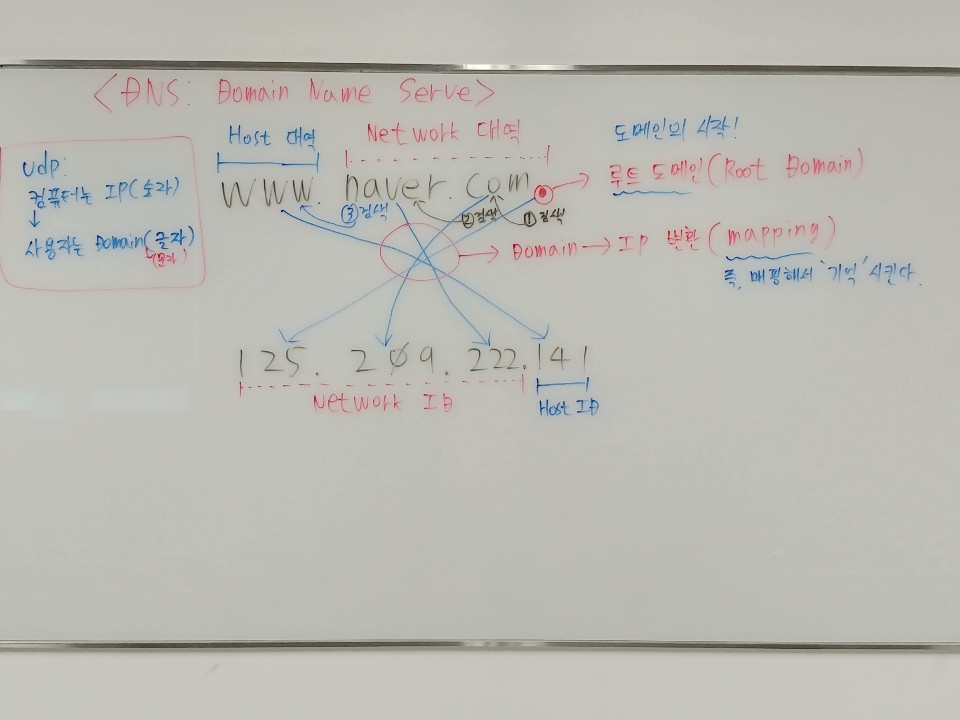 <DNS: Domain Name Serve>
Host 대역
Network 대역
도메인의 시작!
udp:
컴퓨터는 IP(숫자)
↓
사용자는 Domain(글자)
(문자)
www. naver. com.
루트 도메인(Root Domain)
③검색
②검색
①검색
Domain → IP 변환(mapping)
즉, 매핑해서 '기억'시킨다.
125. 209. 222. 141
Network ID
Host ID